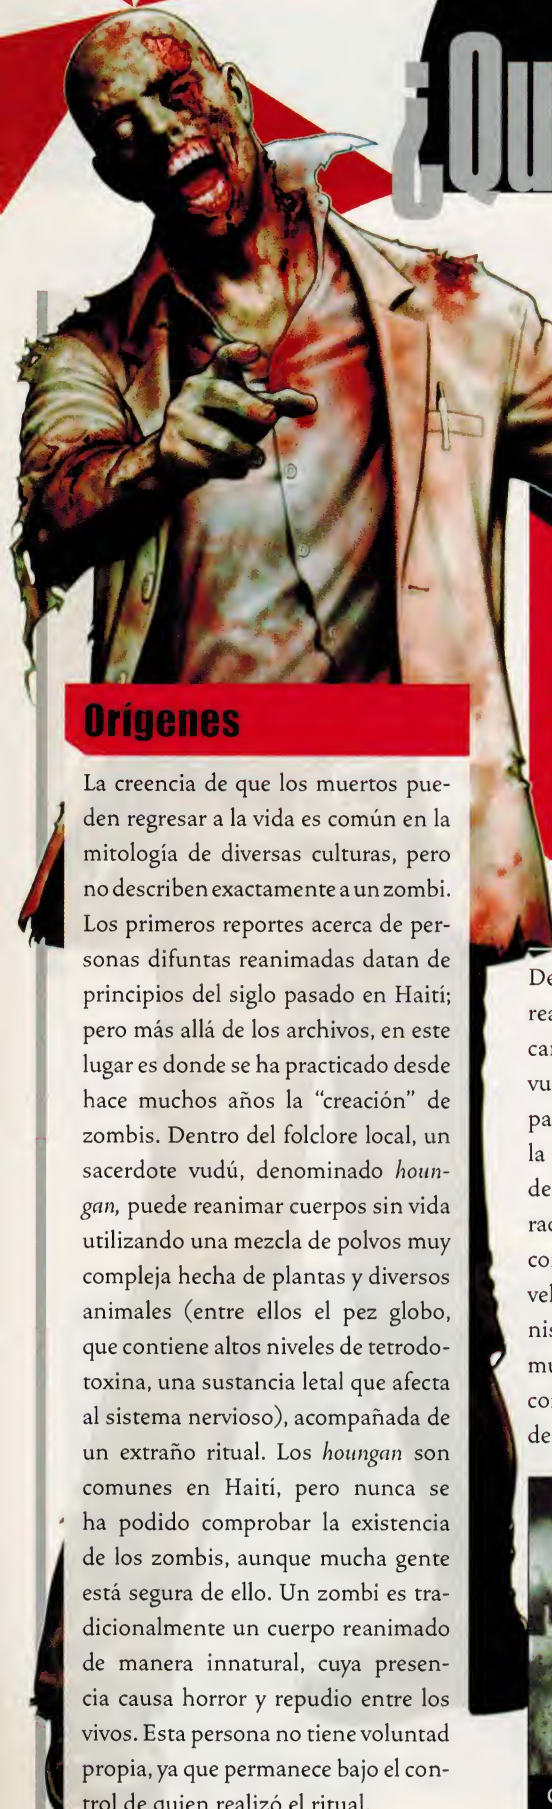 ¿Qu
Orígenes
La creencia de que los muertos pue-
den regresar a la vida es común en la
mitología de diversas culturas, pero
no describen exactamente a un zombi.
Los primeros reportes acerca de per-
sonas difuntas reanimadas datan de
principios del siglo pasado en Haití;
pero más allá de los archivos, en este
lugar es donde se ha practicado desde
hace muchos años la “creación” de
zombis. Dentro del folclore local, un
sacerdote vudú, denominado houn-
gan, puede reanimar cuerpos sin vida
utilizando una mezcla de polvos muy
compleja hecha de plantas y diversos
animales (entre ellos el pez globo,
que contiene altos niveles de tetrodo-
toxina, una sustancia letal que afecta
al sistema nervioso), acompañada de
un extraño ritual. Los houngan son
comunes en Haití, pero nunca se
ha podido comprobar la existencia
de los zombis, aunque mucha gente
está segura de ello. Un zombi es tra-
dicionalmente un cuerpo reanimado
de manera innatural, cuya presen-
cia causa horror y repudio entre los
vivos. Esta persona no tiene voluntad
propia, ya que permanece bajo el con-
trol de quien realizó el ritual.
De
rea
car
vu
pa
la
de
rac
co
vel
nis
mu
co
de